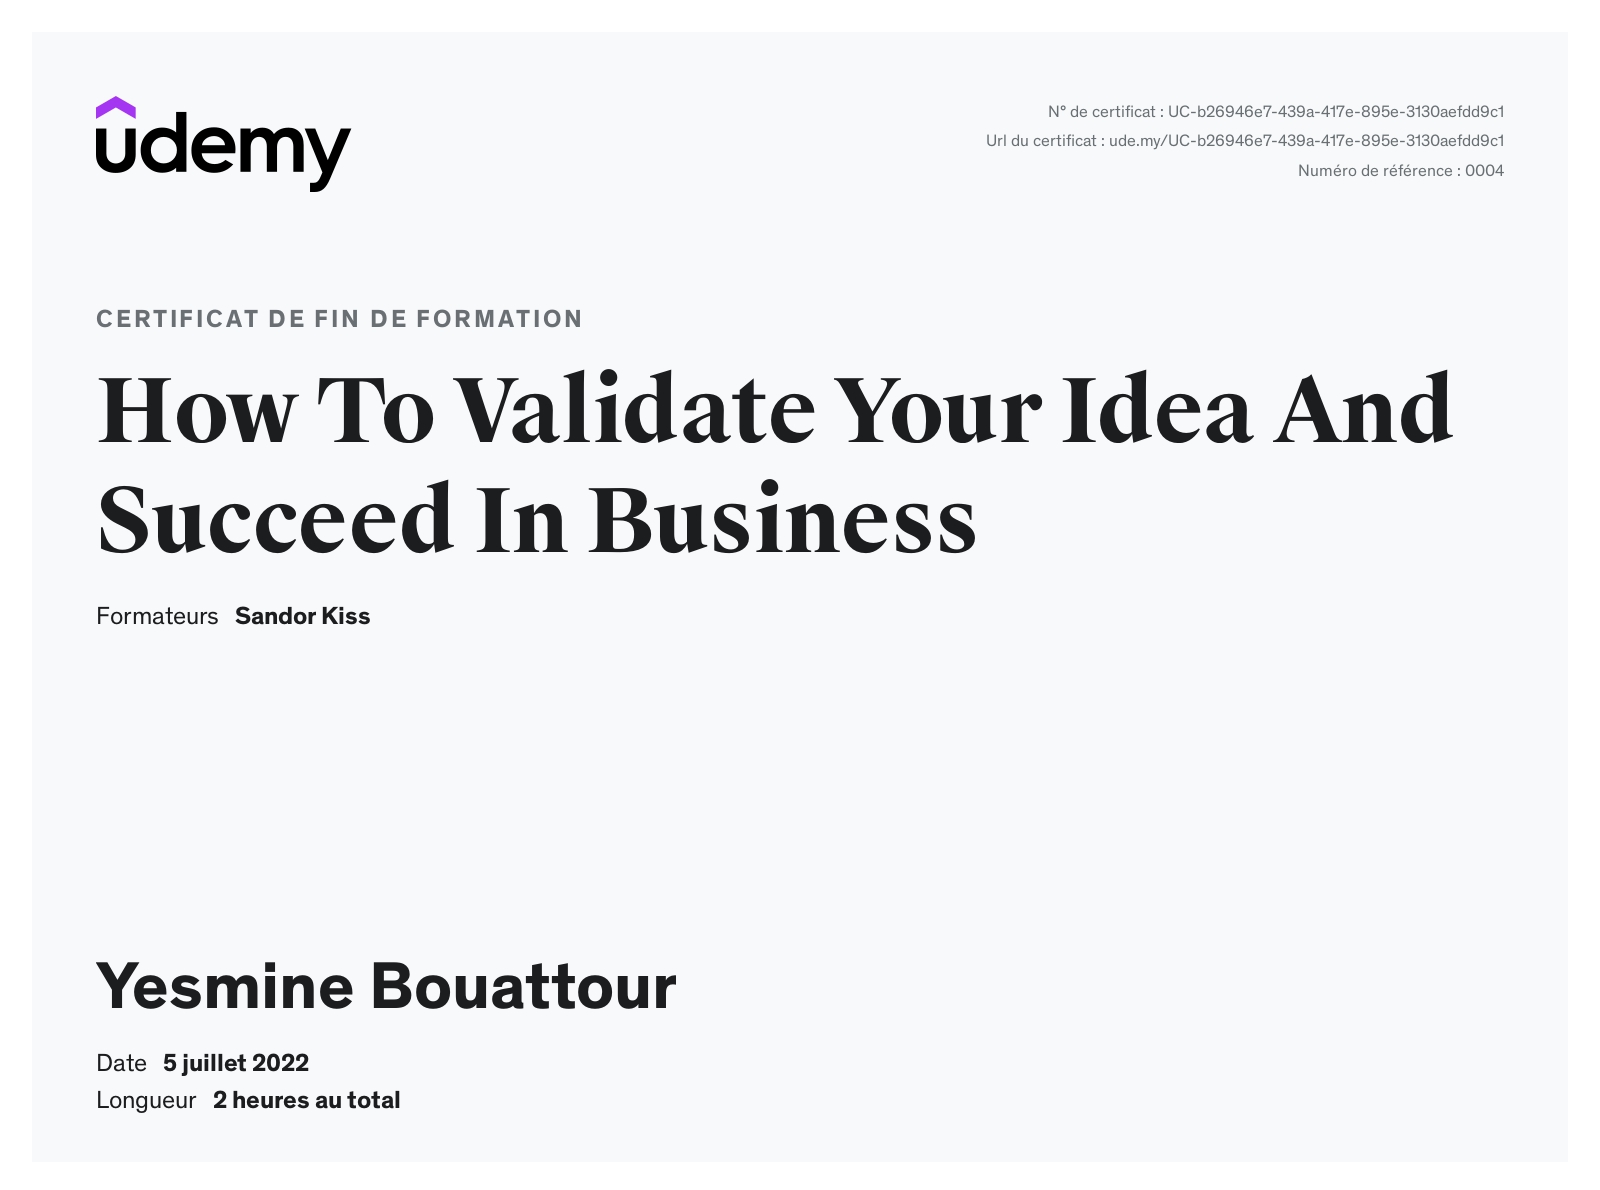 udemy
N° de certificat : UC-b26946e7-439a-417e-895e-3130aefdd9c1
Url du certificat : ude.my/UC-b26946e7-439a-417e-895e-3130aefdd9c1
Numéro de référence : 0004
CERTIFICAT DE FIN DE FORMATION
How To Validate Your Idea And
Succeed In Business
Formateurs Sandor Kiss
Yesmine Bouattour
Date 5 juillet 2022
Longueur 2 heures au total